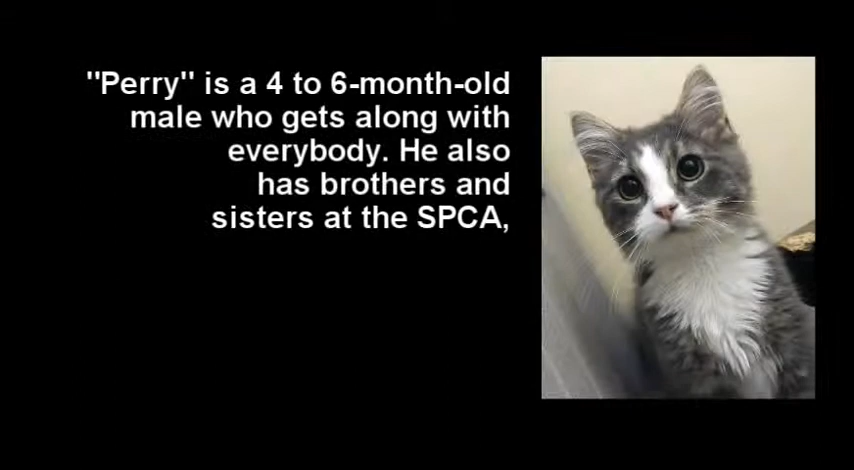 "Perry" is a 4 to 6-month-old
male who gets along with
everybody. He also
has brothers and
sisters at the SPCA,